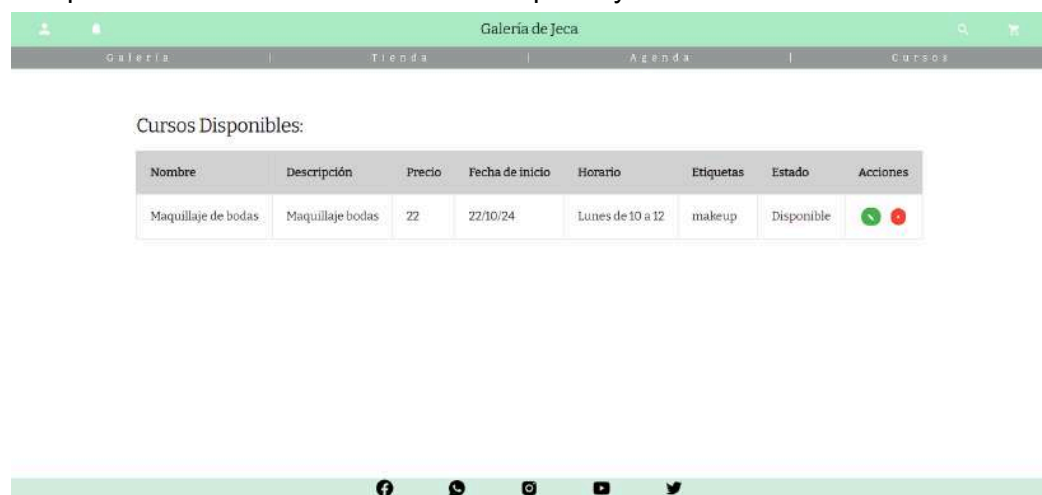 Galería de Jeca
Galería | Tienda | Agenda | Cursos
Cursos Disponibles:
Nombre Descripción Precio Fecha de inicio Horario Etiquetas Estado Acciones
Maquillaje de bodas Maquillaje bodas 22 22/10/24 Lunes de 10 a 12 makeup Disponible